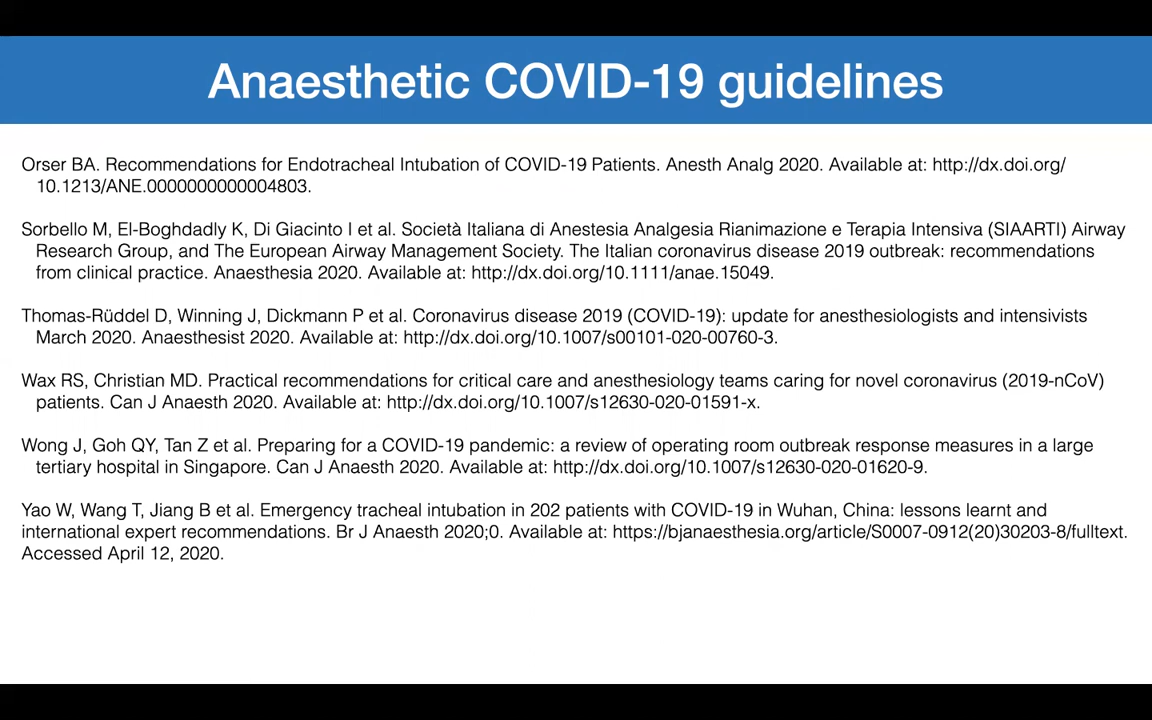 Anaesthetic COVID-19 guidelines
Orser BA. Recommendations for Endotracheal Intubation of COVID-19 Patients. Anesth Analg 2020. Available at: http://dx.doi.org/
10.1213/ANE.0000000000004803.
Sorbello M, El-Boghdadly K, Di Giacinto I et al. Società Italiana di Anestesia Analgesia Rianimazione e Terapia Intensiva (SIAARTI) Airway
Research Group, and The European Airway Management Society. The Italian coronavirus disease 2019 outbreak: recommendations
from clinical practice. Anaesthesia 2020. Available at: http://dx.doi.org/10.1111/anae.15049.
Thomas-Rüddel D, Winning J, Dickmann P et al. Coronavirus disease 2019 (COVID-19): update for anesthesiologists and intensivists
March 2020. Anaesthesist 2020. Available at: http://dx.doi.org/10.1007/s00101-020-00760-3.
Wax RS, Christian MD. Practical recommendations for critical care and anesthesiology teams caring for novel coronavirus (2019-nCoV)
patients. Can J Anaesth 2020. Available at: http://dx.doi.org/10.1007/s12630-020-01591-x.
Wong J, Goh QY, Tan Z et al. Preparing for a COVID-19 pandemic: a review of operating room outbreak response measures in a large
tertiary hospital in Singapore. Can J Anaesth 2020. Available at: http://dx.doi.org/10.1007/s12630-020-01620-9.
Yao W, Wang T, Jiang B et al. Emergency tracheal intubation in 202 patients with COVID-19 in Wuhan, China: lessons learnt and
international expert recommendations. Br J Anaesth 2020;0. Available at: https://bjanaesthesia.org/article/S0007-0912(20)30203-8/fulltext.
Accessed April 12, 2020.